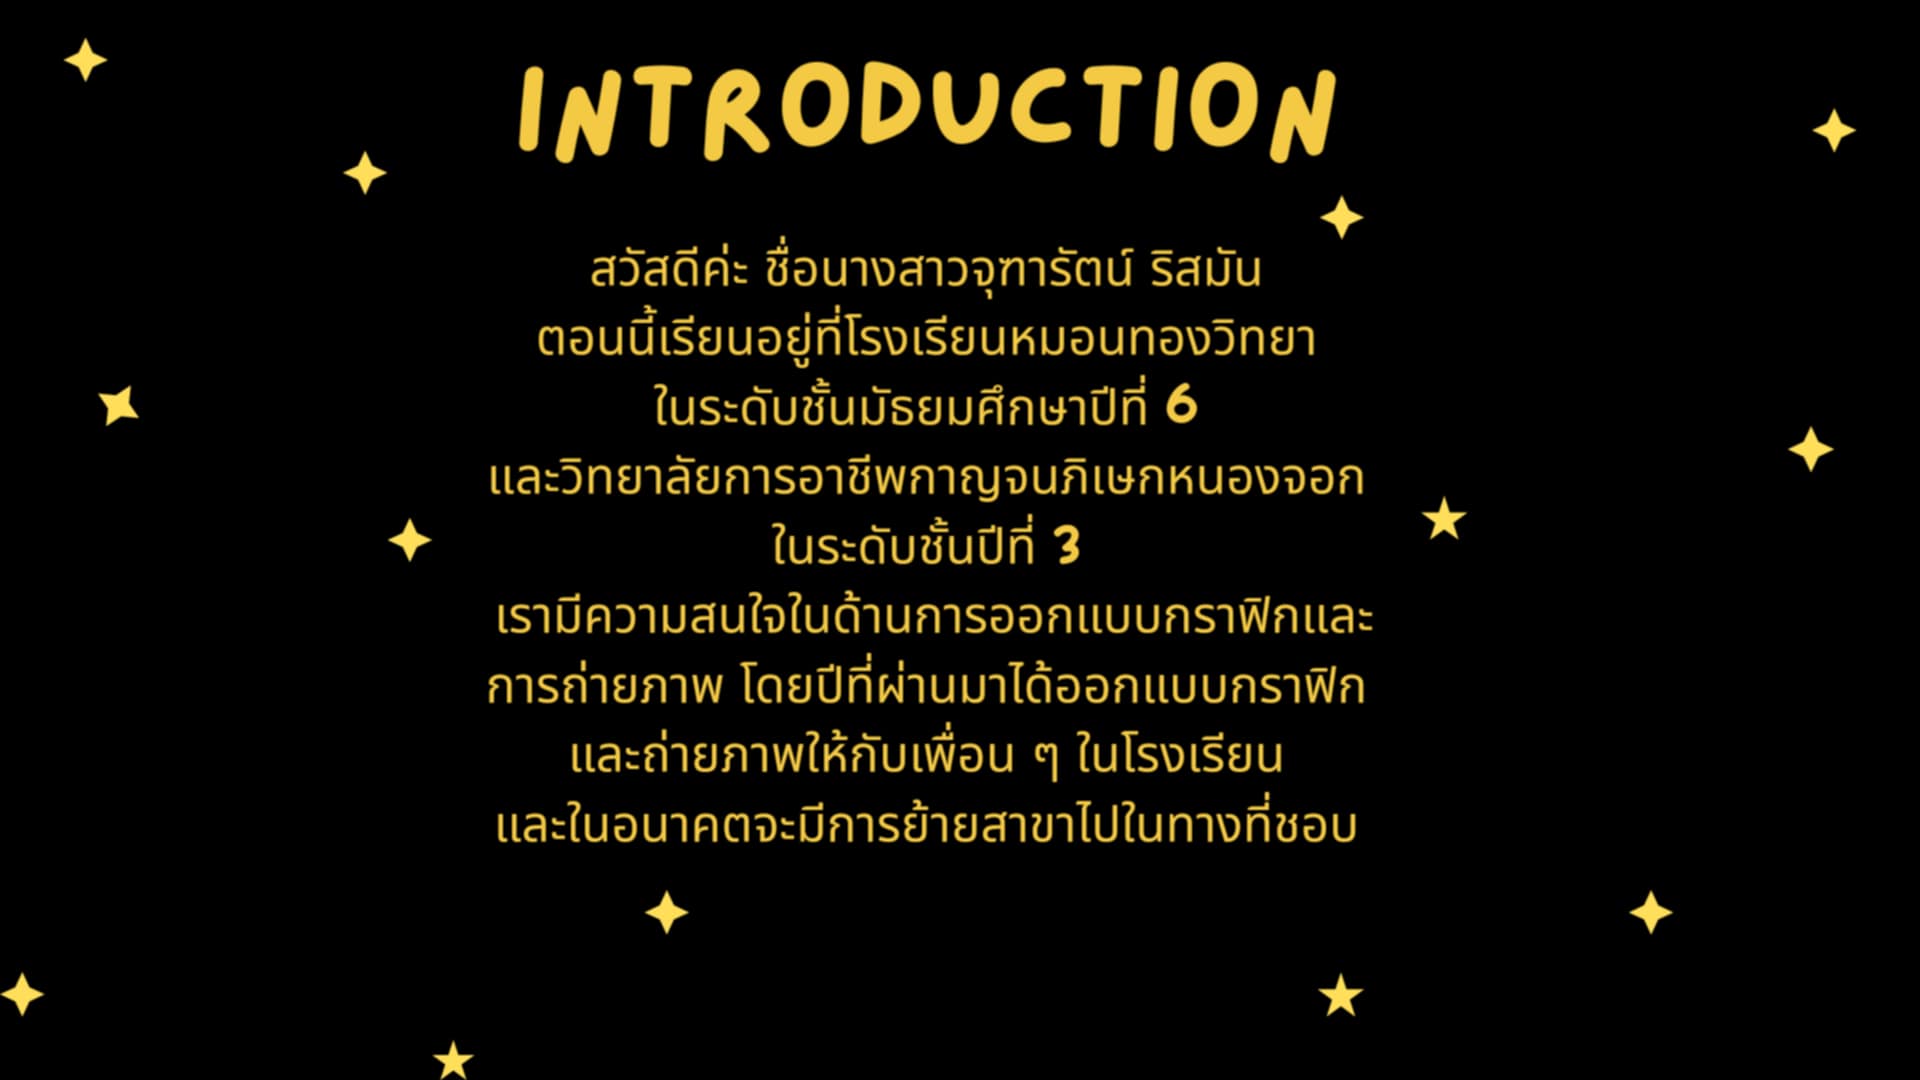 INTRODUCTION
สวัสดีค่ะ ชื่อนางสาวจุฑารัตน์ ริสมัน
ตอนนี้เรียนอยู่ที่โรงเรียนหมอนทองวิทยา
ในระดับชั้นมัธยมศึกษาปีที่ 6
และวิทยาลัยการอาชีพกาญจนภิเษกหนองจอก
ในระดับชั้นปีที่ 3
เรามีความสนใจในด้านการออกแบบกราฟิกและ
การถ่ายภาพ โดยปีที่ผ่านมาได้ออกแบบกราฟิก
และถ่ายภาพให้กับเพื่อน ๆ ในโรงเรียน
และในอนาคตจะมีการย้ายสาขาไปในทางที่ชอบ